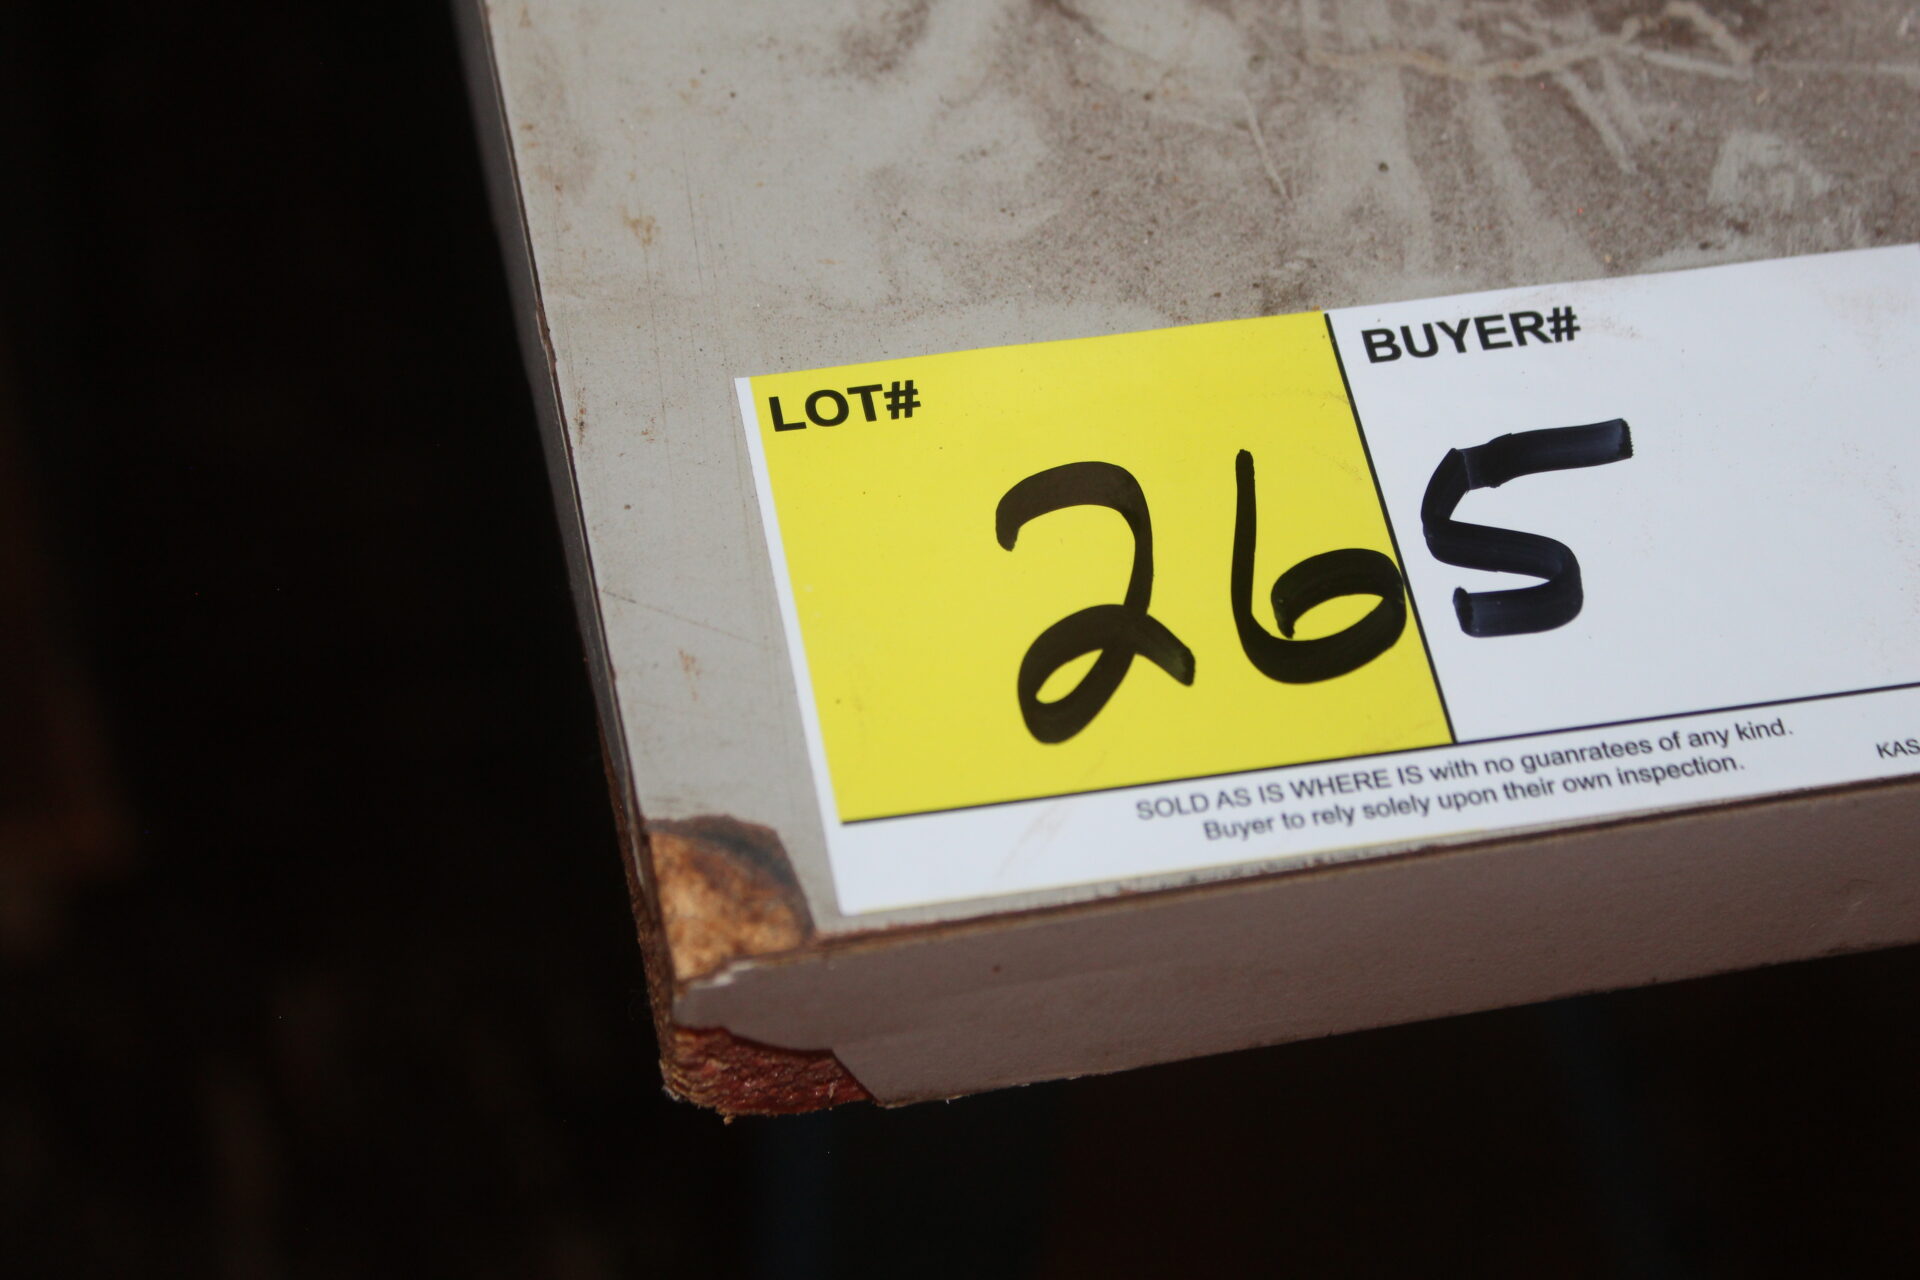 LOT# BUYER#
265
SOLD AS IS WHERE IS with no guanratees of any kind.
Buyer to rely solely upon their own inspection.
KAS